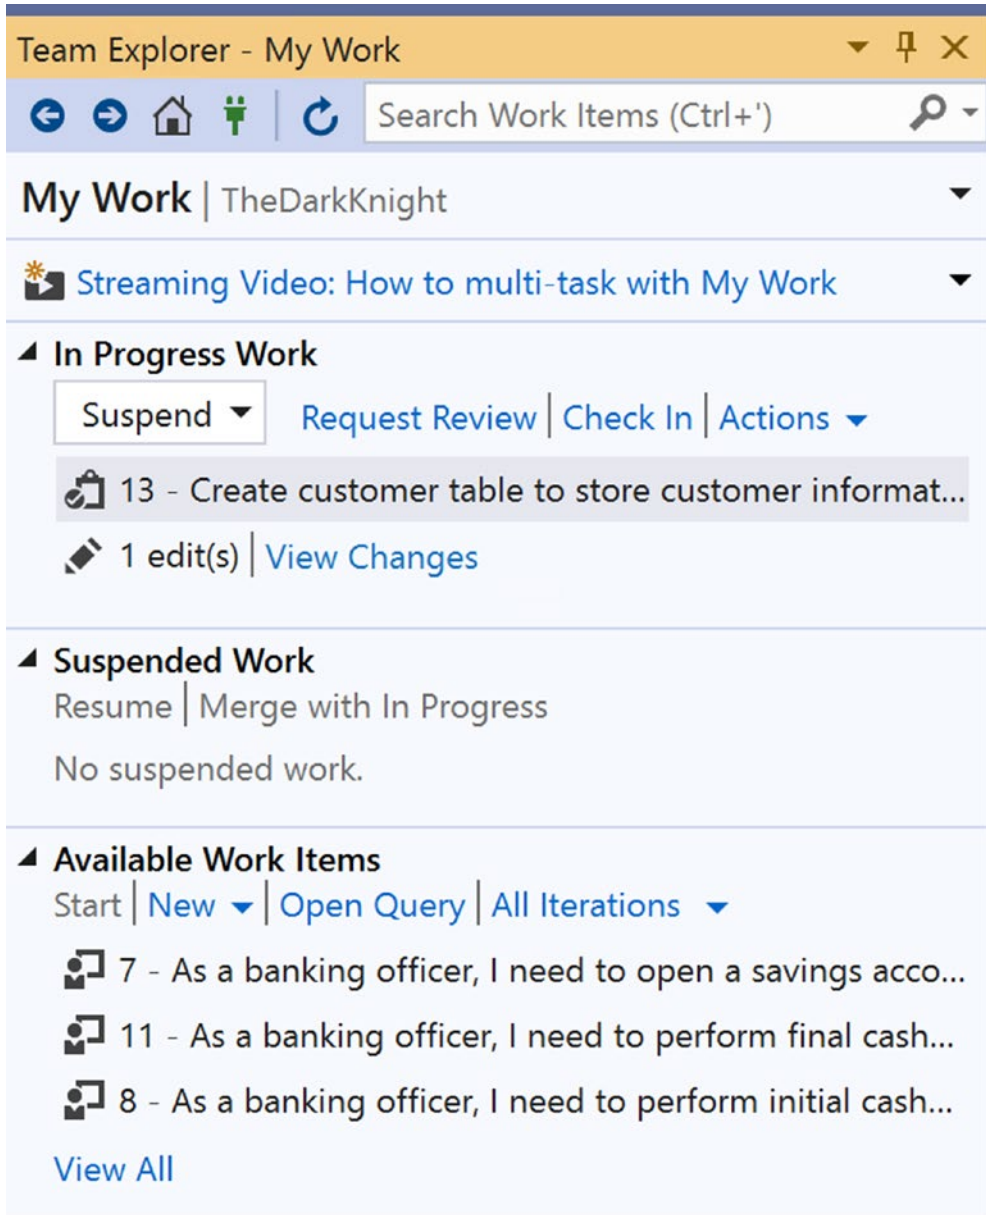 Team Explorer - My Work
Search Work Items (Ctrl+')
My Work | TheDarkKnight
Streaming Video: How to multi-task with My Work
In Progress Work
Suspend Request Review | Check In | Actions
13 - Create customer table to store customer informat...
1 edit(s) | View Changes
Suspended Work
Resume | Merge with In Progress
No suspended work.
Available Work Items
Start | New | Open Query | All Iterations
7 - As a banking officer, I need to open a savings acco...
11 - As a banking officer, I need to perform final cash...
8 - As a banking officer, I need to perform initial cash...
View All